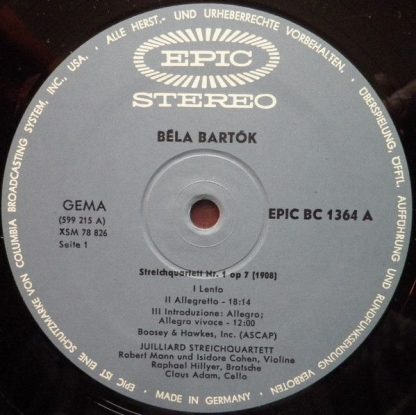 · ALLE HERST.- UND URHEBERRECHTE VORBEHALTEN. · ÜBERSPIELUNG, ÖFFTL. AUFFÜHRUNG UND RUNDFUNKSENDUNG VERBOTEN
EPIC
STEREO
BÉLA BARTÓK
GEMA
(599 215 A)
XSM 78 826
Seite 1
EPIC BC 1364 A
Streichquartett Nr. 1 op 7 (1908)
I Lento
II Allegretto - 18:14
III Introduzione: Allegro;
Allegro vivace - 12:00
Boosey & Hawkes, Inc. (ASCAP)
JUILLIARD STREICHQUARTETT
Robert Mann und Isidore Cohen, Violine
Raphael Hillyer, Bratsche
Claus Adam, Cello
EPIC IST EINE SCHUTZMARKE VON COLUMBIA BROADCASTING SYSTEM, INC., USA.
· MADE IN GERMANY ·